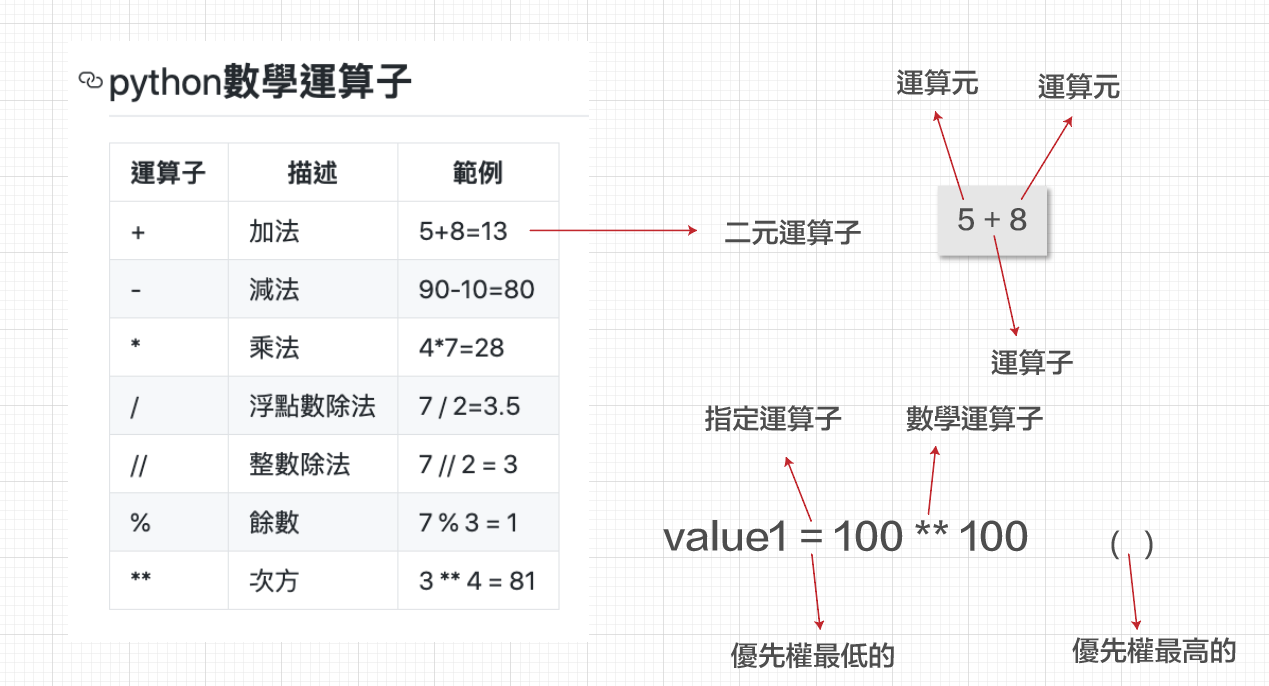 python數學運算子
運算子 描述 範例
+ 加法 5+8=13
- 減法 90-10=80
* 乘法 4*7=28
/ 浮點數除法 7 / 2=3.5
// 整數除法 7 // 2 = 3
% 餘數 7 % 3 = 1
** 次方 3 ** 4 = 81
二元運算子
運算元 運算元
5 + 8
運算子
指定運算子 數學運算子
value1 = 100 ** 100 ( )
優先權最低的 優先權最高的